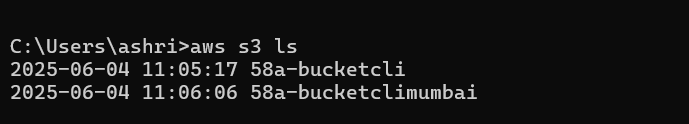 C:\Users\ashri>aws s3 ls
2025-06-04 11:05:17 58a-bucketcli
2025-06-04 11:06:06 58a-bucketclimumbai